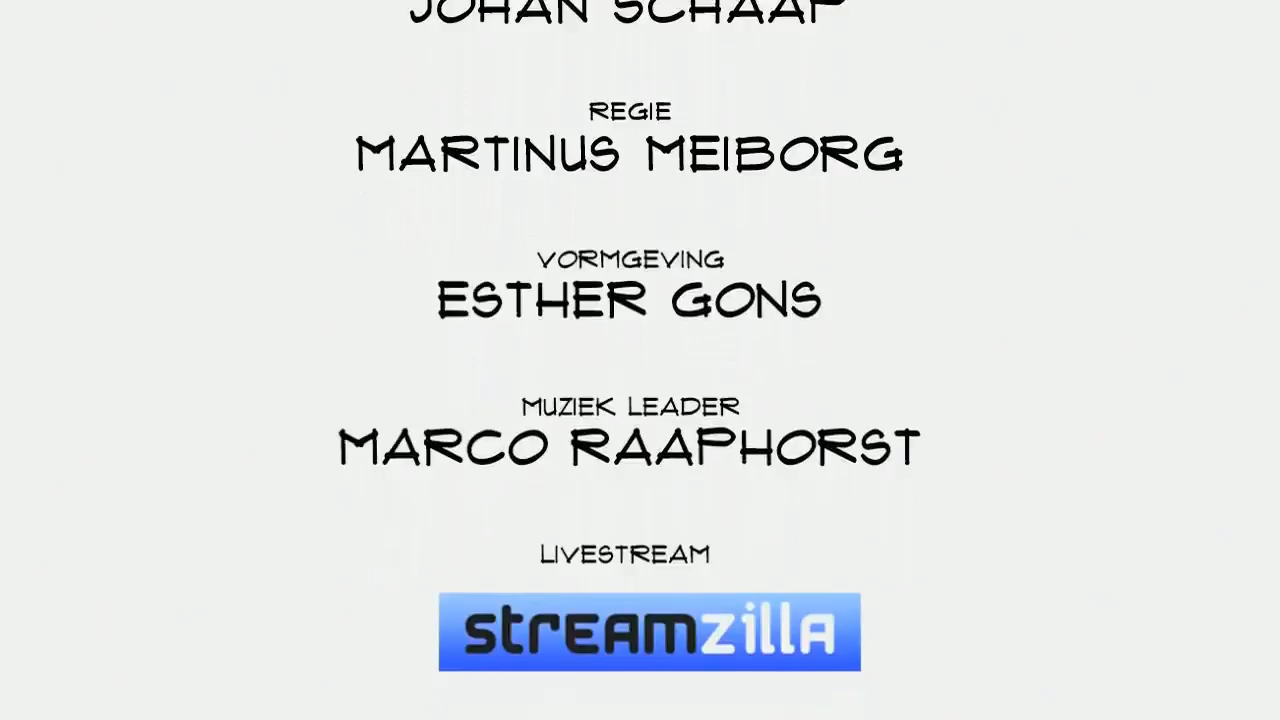 JOHAN SCHAAP
REGIE
MARTINUS MEIBORG
VORMGEVING
ESTHER GONS
MUZIEK LEADER
MARCO RAAPHORST
LIVESTREAM
streamzilla